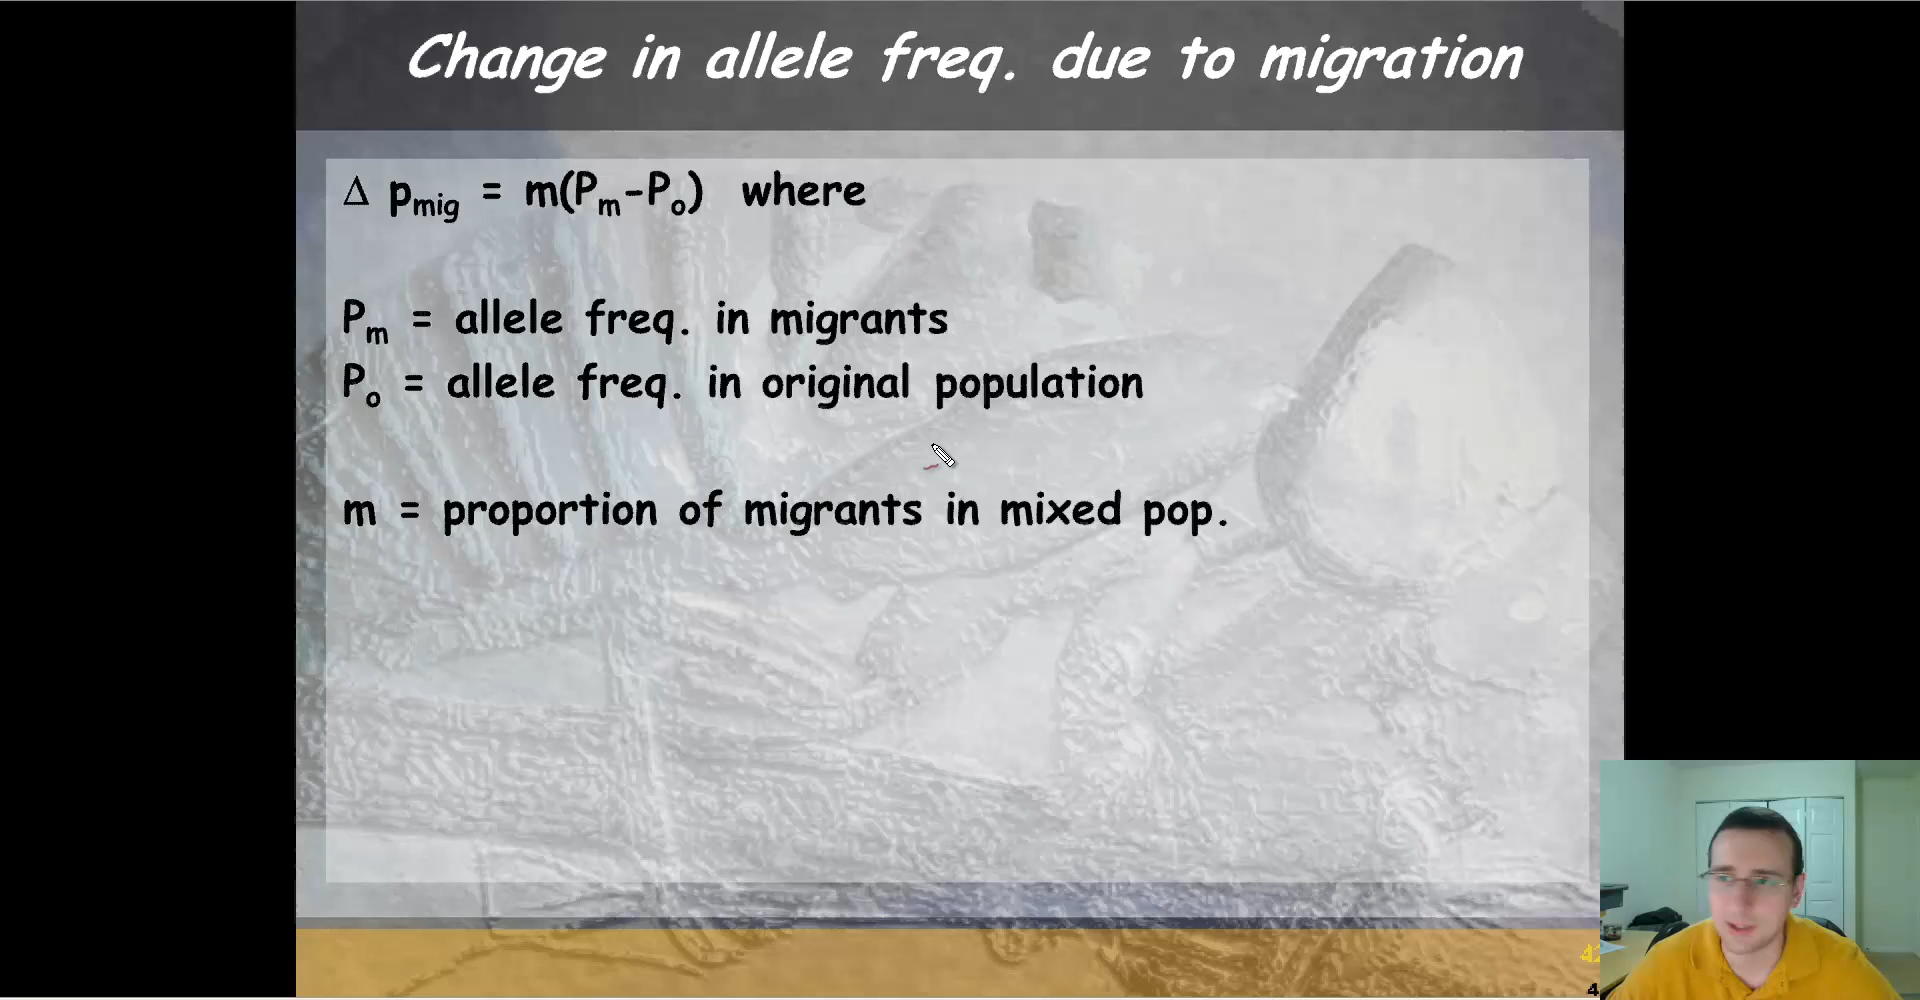 Change in allele freq. due to migration
Δ pmig = m(Pm-Po) where
Pm = allele freq. in migrants
Po = allele freq. in original population
m = proportion of migrants in mixed pop.